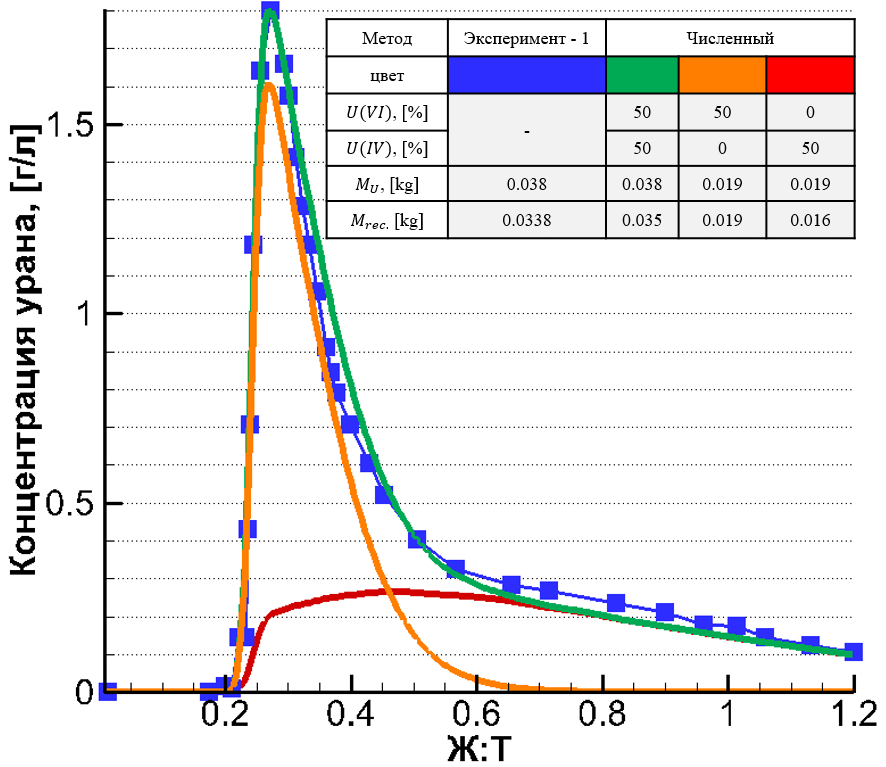 Метод Эксперимент - 1 Численный
цвет
U(VI), [%] - 50 50 0
U(IV), [%] 50 0 50
M_U, [kg] 0.038 0.038 0.019 0.019
M_rec. [kg] 0.0338 0.035 0.019 0.016
Концентрация урана, [г/л]
1.5
1
0.5
0
0.2 0.4 0.6 0.8 1 1.2
Ж:Т